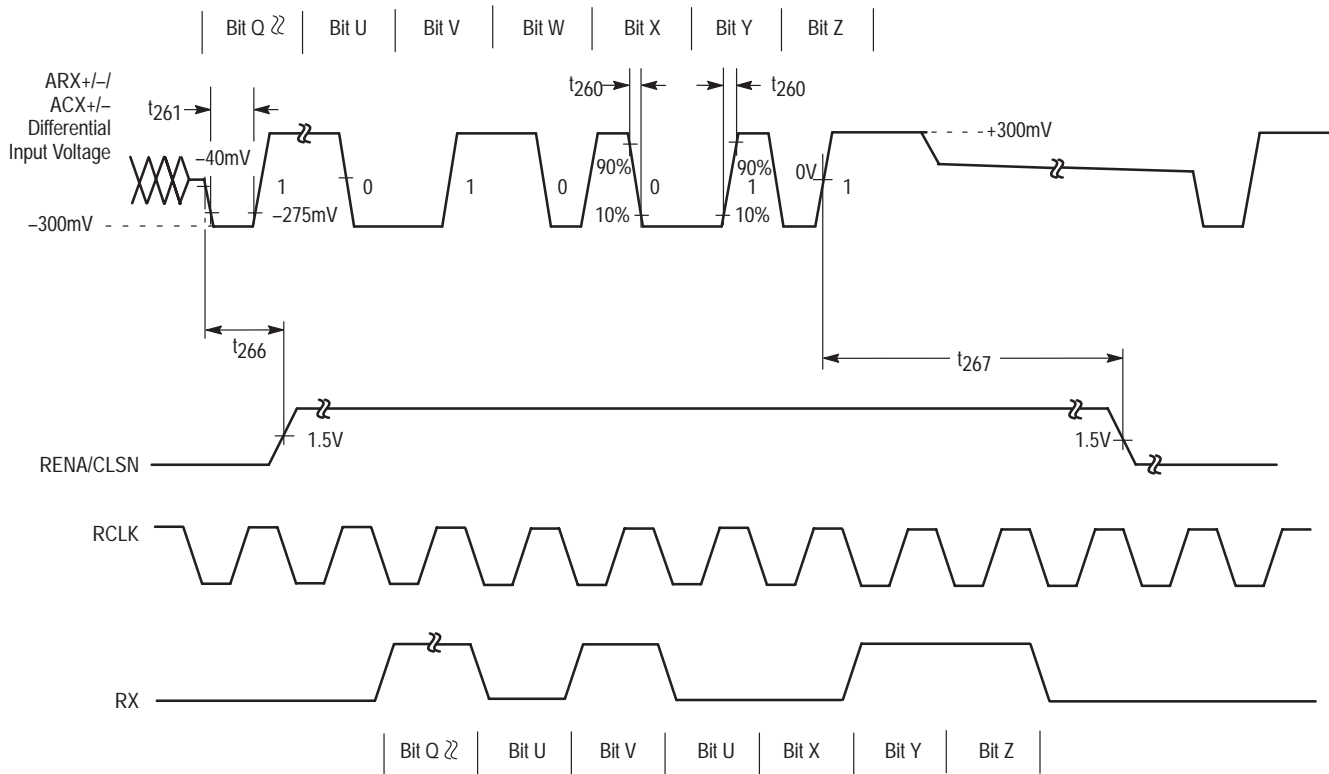 Bit Q Bit U Bit V Bit W Bit X Bit Y Bit Z
ARX+/–/
ACX+/–
Differential
Input Voltage
t261
t260
t260
+300mV
–40mV
90%
90%
0V
1 0 1 0 0 1 1
–275mV
10%
10%
–300mV
t266
t267
1.5V
1.5V
RENA/CLSN
RCLK
RX
Bit Q Bit U Bit V Bit U Bit X Bit Y Bit Z